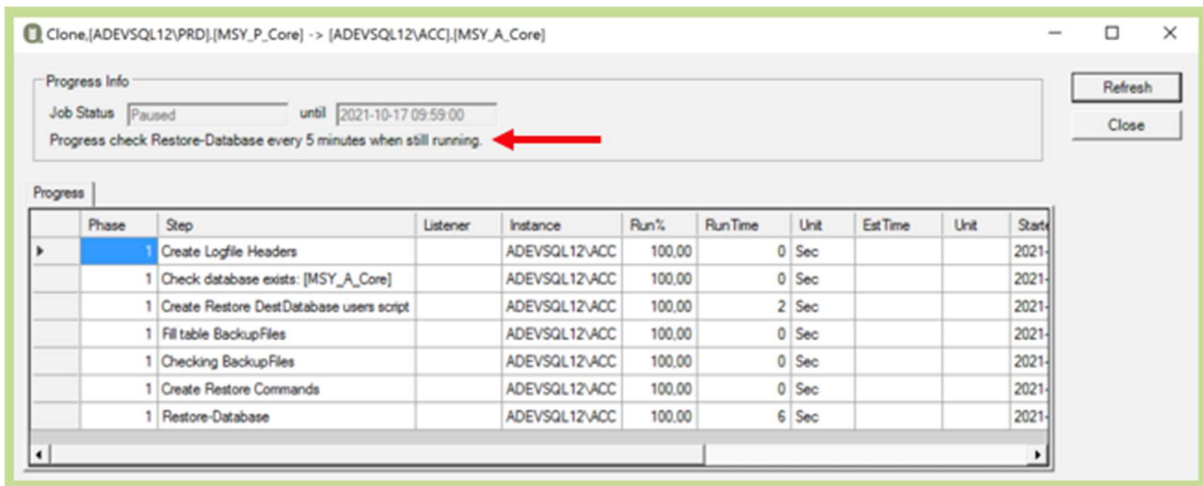 Clone,[ADEVSQL12\PRD].[MSY_P_Core] -> [ADEVSQL12\ACC].[MSY_A_Core]
Progress Info
Job Status Paused until 2021-10-17 09:59:00
Progress check Restore-Database every 5 minutes when still running.
Refresh
Close
Progress
Phase Step Listener Instance Run% RunTime Unit EstTime Unit Starte
1 Create Logfile Headers ADEVSQL12\ACC 100,00 0 Sec 2021-
1 Check database exists: [MSY_A_Core] ADEVSQL12\ACC 100,00 0 Sec 2021-
1 Create Restore DestDatabase users script ADEVSQL12\ACC 100,00 2 Sec 2021-
1 Fill table BackupFiles ADEVSQL12\ACC 100,00 0 Sec 2021-
1 Checking BackupFiles ADEVSQL12\ACC 100,00 0 Sec 2021-
1 Create Restore Commands ADEVSQL12\ACC 100,00 0 Sec 2021-
1 Restore-Database ADEVSQL12\ACC 100,00 6 Sec 2021-